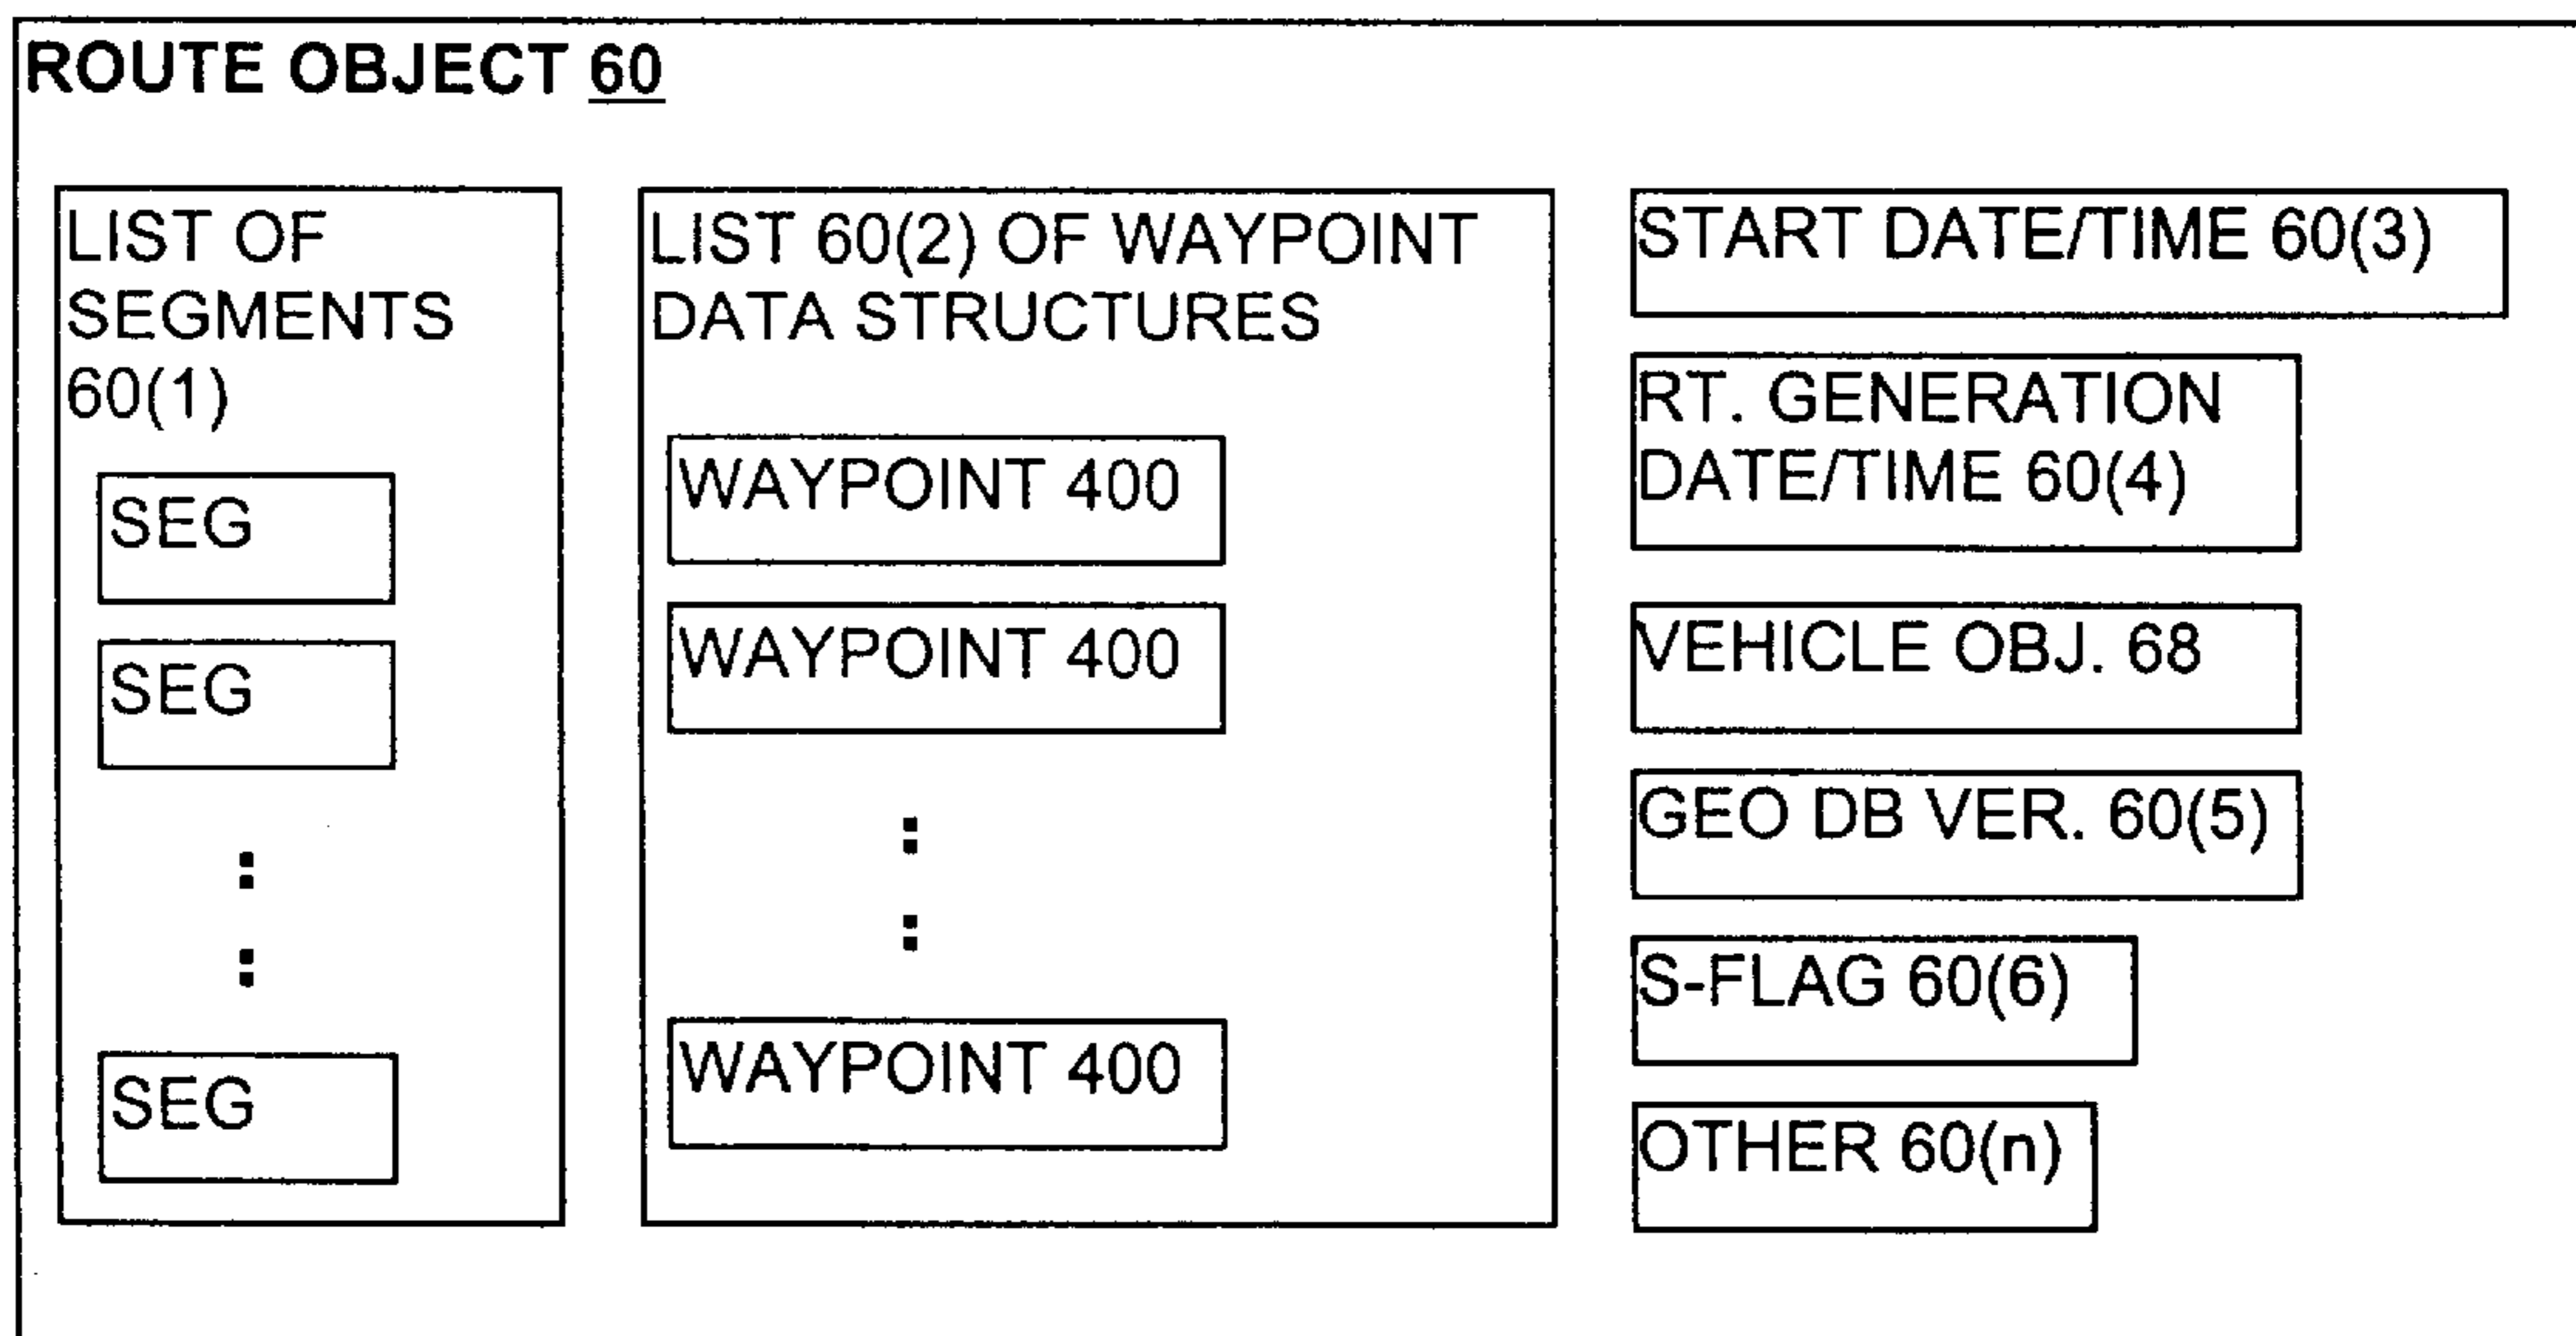 ROUTE OBJECT 60
LIST OF
SEGMENTS
60(1)
SEG
SEG
SEG
LIST 60(2) OF WAYPOINT
DATA STRUCTURES
WAYPOINT 400
WAYPOINT 400
WAYPOINT 400
START DATE/TIME 60(3)
RT. GENERATION
DATE/TIME 60(4)
VEHICLE OBJ. 68
GEO DB VER. 60(5)
S-FLAG 60(6)
OTHER 60(n)